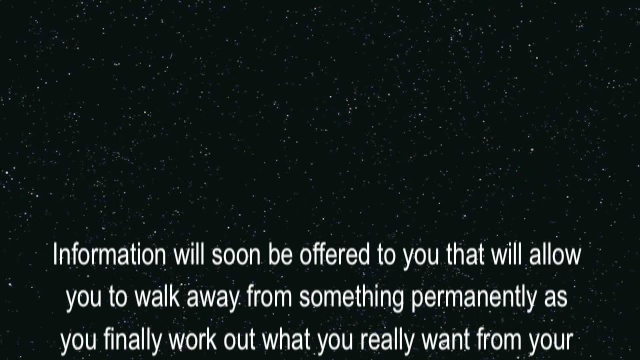 Information will soon be offered to you that will allow
you to walk away from something permanently as
you finally work out what you really want from your